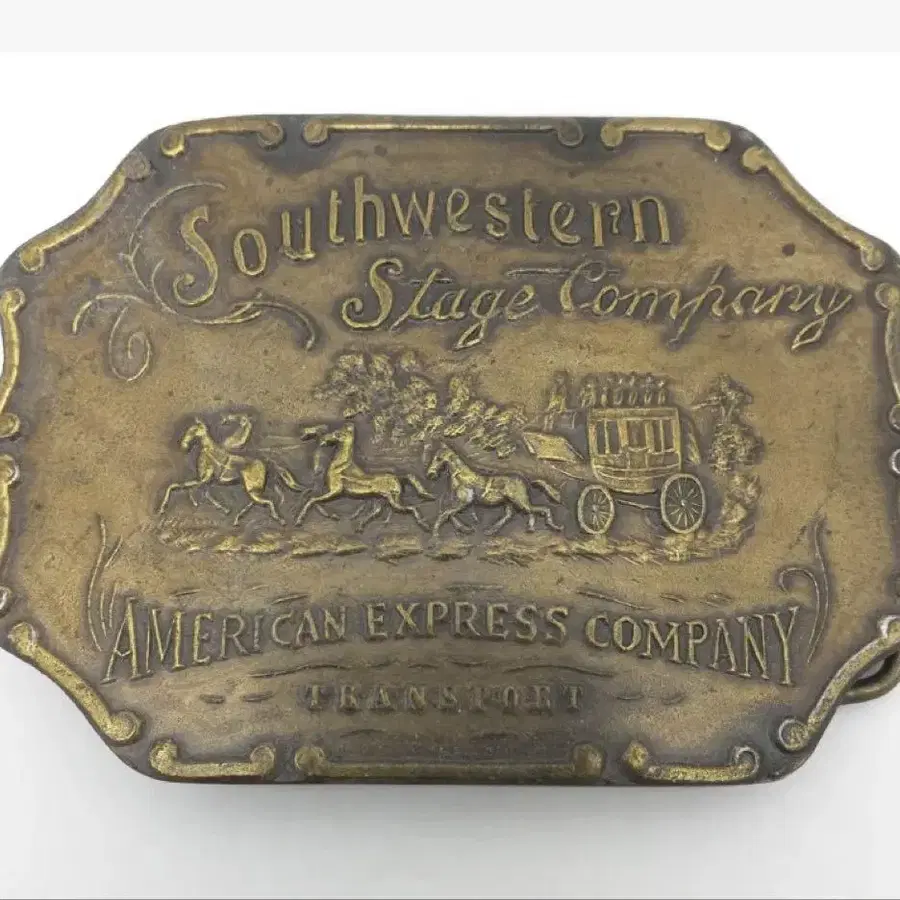 Southwestern
Stage Company
AMERICAN EXPRESS COMPANY
TRANSPORT